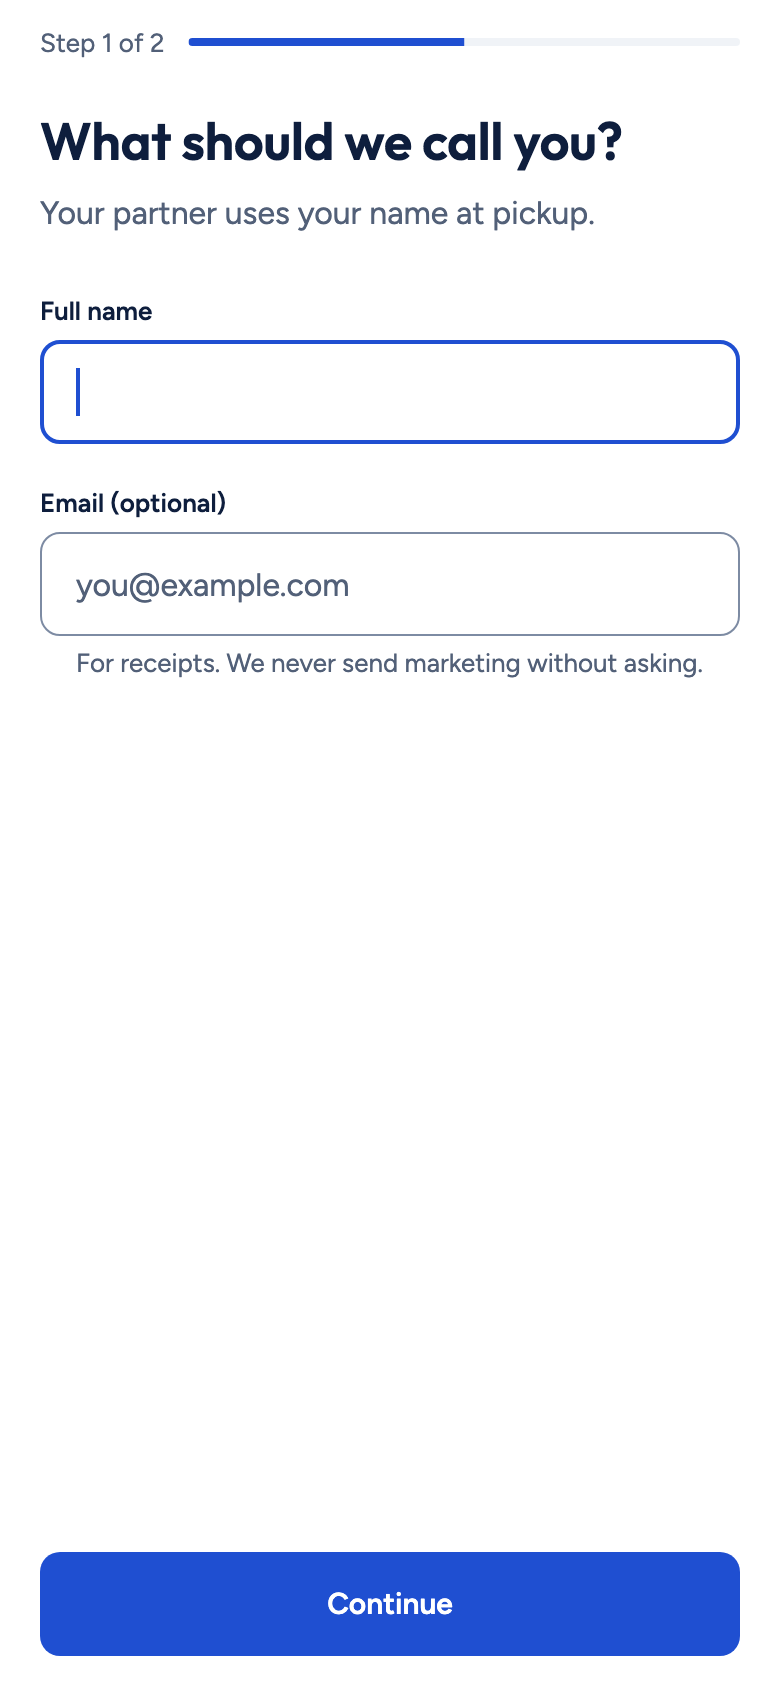 Step 1 of 2
What should we call you?
Your partner uses your name at pickup.
Full name
Email (optional)
you@example.com
For receipts. We never send marketing without asking.
Continue